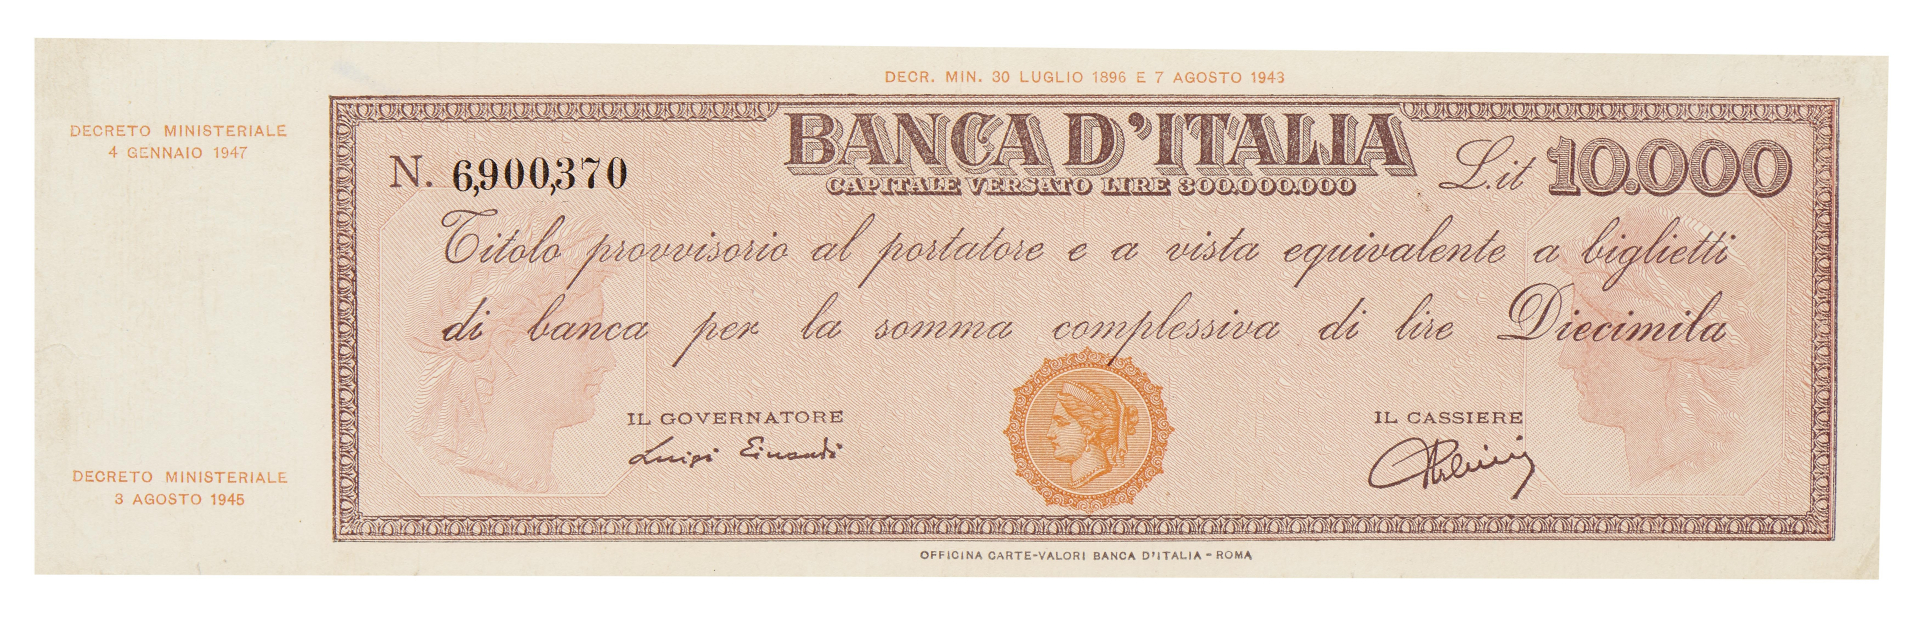 DECR. MIN. 30 LUGLIO 1896 E 7 AGOSTO 1943
DECRETO MINISTERIALE
4 GENNAIO 1947
BANCA D'ITALIA
CAPITALE VERSATO LIRE 300.000.000
N. 6,900,370
L.it 10.000
Titolo provvisorio al portatore e a vista equivalente a biglietti
di banca per la somma complessiva di lire Diecimila
IL GOVERNATORE
Luigi Einaudi
IL CASSIERE
DECRETO MINISTERIALE
3 AGOSTO 1945
OFFICINA CARTE-VALORI BANCA D'ITALIA - ROMA